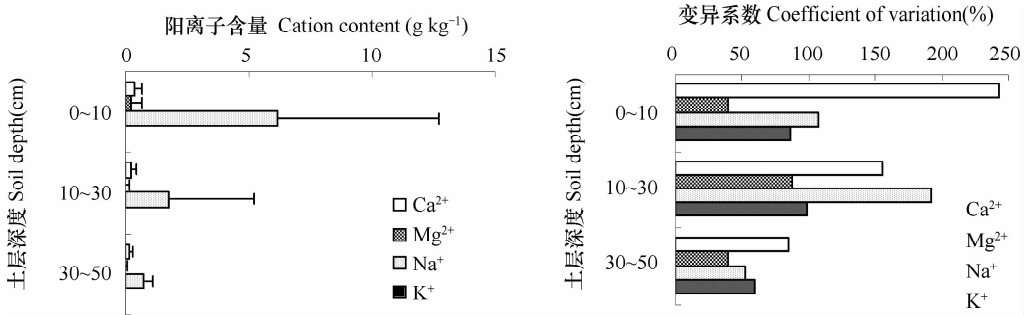 阳离子含量 Cation content (g kg⁻¹)
0 5 10 15
土层深度 Soil depth(cm)
0~10
10~30
30~50
Ca²⁺
Mg²⁺
Na⁺
K⁺
变异系数 Coefficient of variation(%)
0 50 100 150 200 250
土层深度 Soil depth(cm)
0~10
10~30
30~50
Ca²⁺
Mg²⁺
Na⁺
K⁺